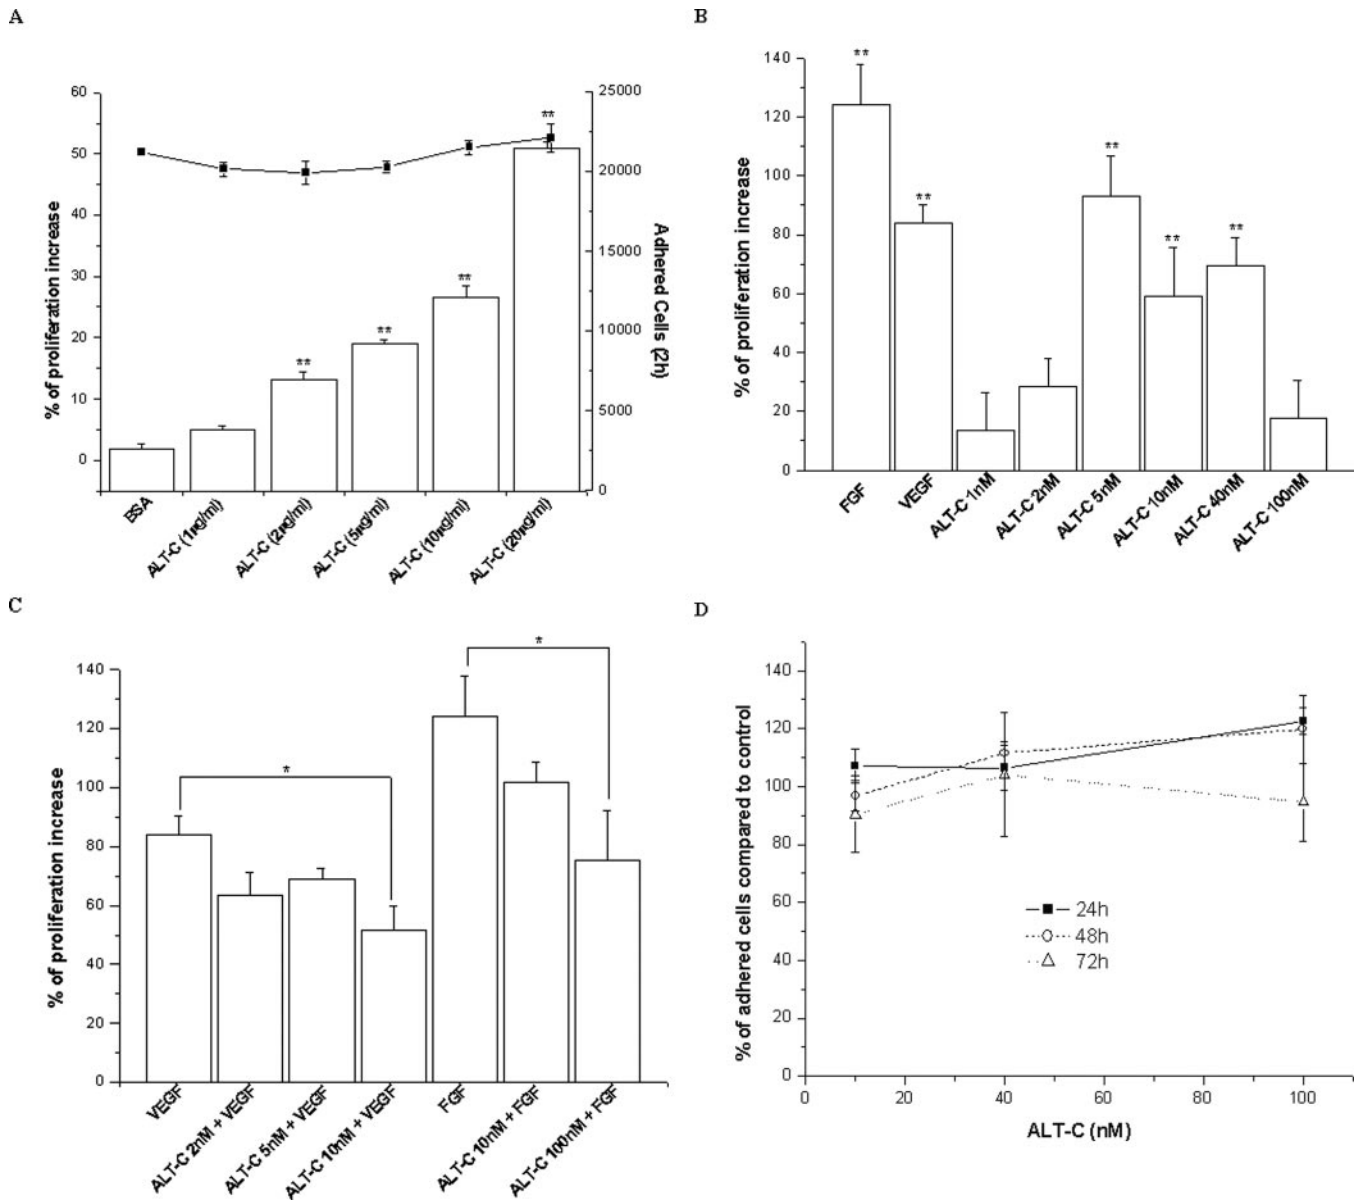 A
60
50
40
30
20
10
0
% of proliferation increase
25000
20000
15000
10000
5000
0
Adhered Cells (2h)
**
**
**
**
BSA
ALT-C (1ng/ml)
ALT-C (2ng/ml)
ALT-C (5ng/ml)
ALT-C (10ng/ml)
ALT-C (20ng/ml)
B
140
120
100
80
60
40
20
0
% of proliferation increase
**
**
**
**
**
FGF
VEGF
ALT-C 1nM
ALT-C 2nM
ALT-C 5nM
ALT-C 10nM
ALT-C 40nM
ALT-C 100nM
C
140
120
100
80
60
40
20
0
% of proliferation increase
*
*
VEGF
ALT-C 2nM + VEGF
ALT-C 5nM + VEGF
ALT-C 10nM + VEGF
FGF
ALT-C 10nM + FGF
ALT-C 100nM + FGF
D
140
120
100
80
60
40
20
0
% of adhered cells compared to control
24h
48h
72h
0 20 40 60 80 100
ALT-C (nM)